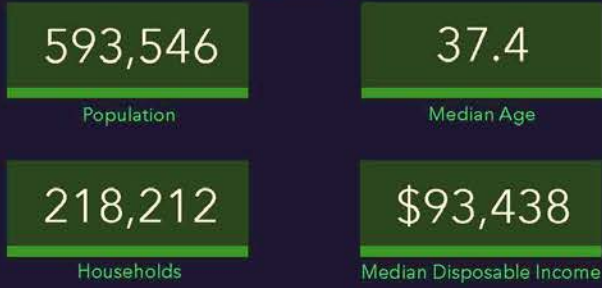 593,546
37.4
Population
Median Age
218,212
$93,438
Households
Median Disposable Income